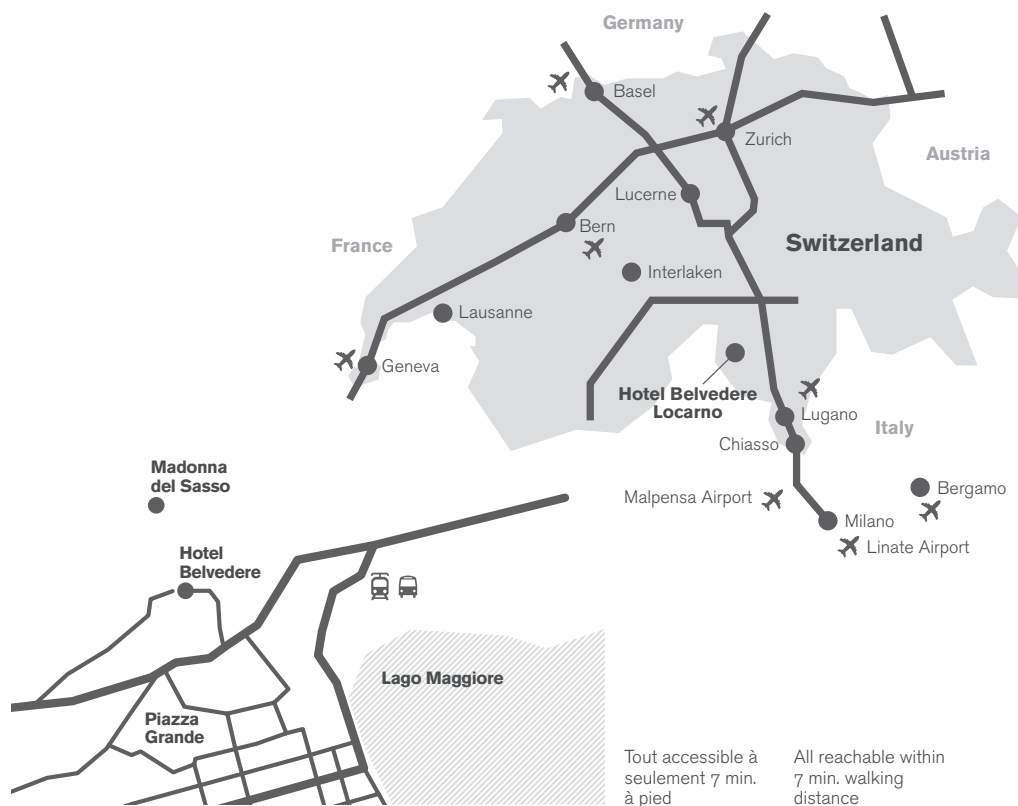 Germany
Basel
Zurich
Austria
Lucerne
Bern
Switzerland
France
Interlaken
Lausanne
Geneva
Hotel Belvedere
Locarno
Lugano
Italy
Chiasso
Madonna
del Sasso
Malpensa Airport
Bergamo
Milano
Linate Airport
Hotel
Belvedere
Lago Maggiore
Piazza
Grande
Tout accessible à
seulement 7 min.
à pied
All reachable within
7 min. walking
distance